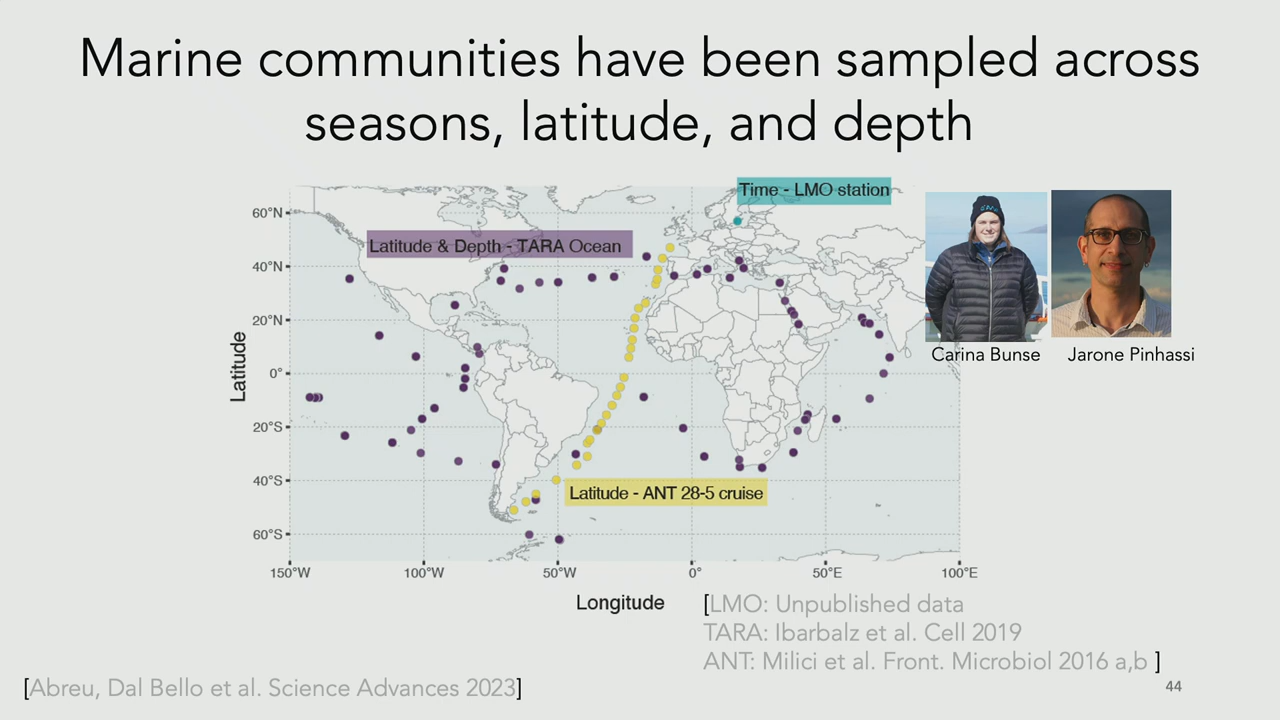 Marine communities have been sampled across
seasons, latitude, and depth
Time - LMO station
Latitude & Depth - TARA Ocean
60°N
40°N
20°N
0°
20°S
40°S
60°S
Latitude
Carina Bunse
Jarone Pinhassi
Latitude - ANT 28-5 cruise
150°W
100°W
50°W
0°
50°E
100°E
Longitude
[LMO: Unpublished data
TARA: Ibarbalz et al. Cell 2019
ANT: Milici et al. Front. Microbiol 2016 a,b ]
[Abreu, Dal Bello et al. Science Advances 2023]
44